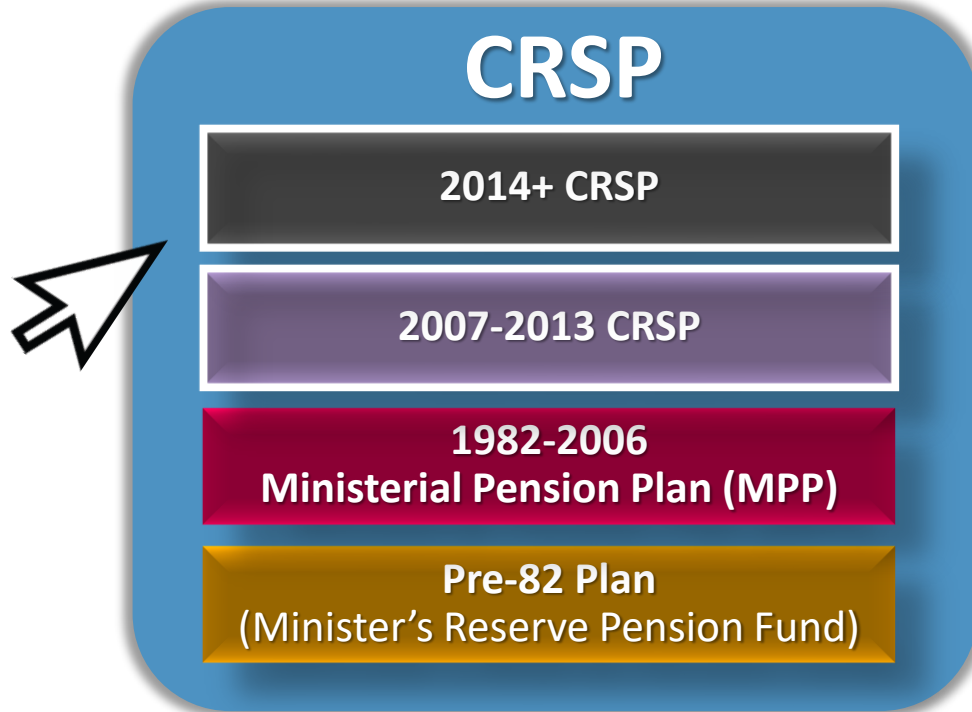 CRSP
2014+ CRSP
2007-2013 CRSP
1982-2006
Ministerial Pension Plan (MPP)
Pre-82 Plan
(Minister’s Reserve Pension Fund)